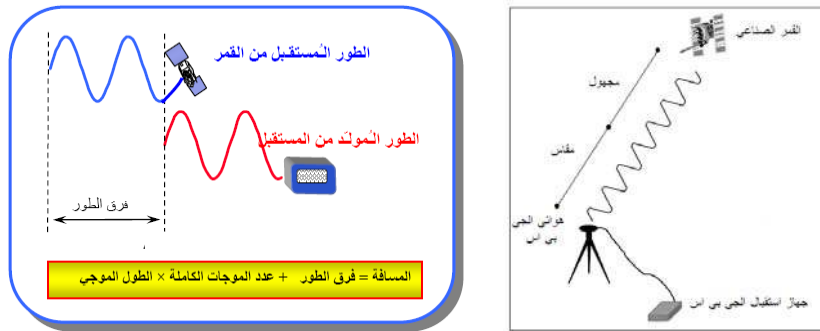 الطور المستقبل من القمر
الطور المولد من المستقبل
فرق الطور
المسافة = فرق الطور + عدد الموجات الكاملة × الطول الموجي
القمر الصناعي
مجهول
مقاس
هوائي الجي
بي اس
جهاز استقبال الجي بي اس